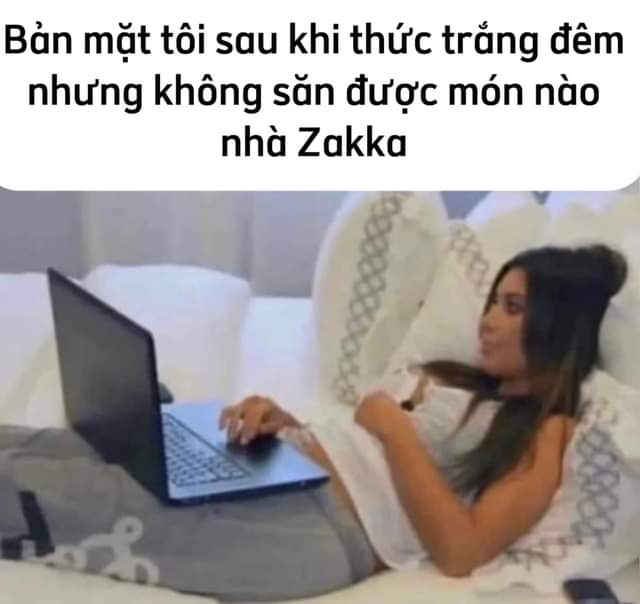 Bản mặt tôi sau khi thức trắng đêm
nhưng không săn được món nào
nhà Zakka